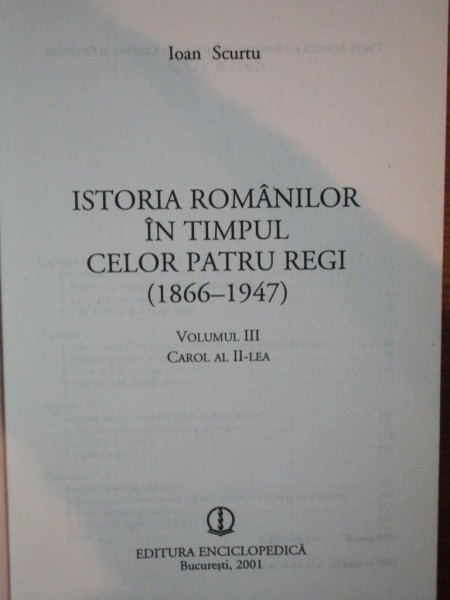 Ioan Scurtu
ISTORIA ROMÂNILOR
ÎN TIMPUL
CELOR PATRU REGI
(1866–1947)
VOLUMUL III
CAROL AL II-LEA
EDITURA ENCICLOPEDICĂ
Bucureşti, 2001